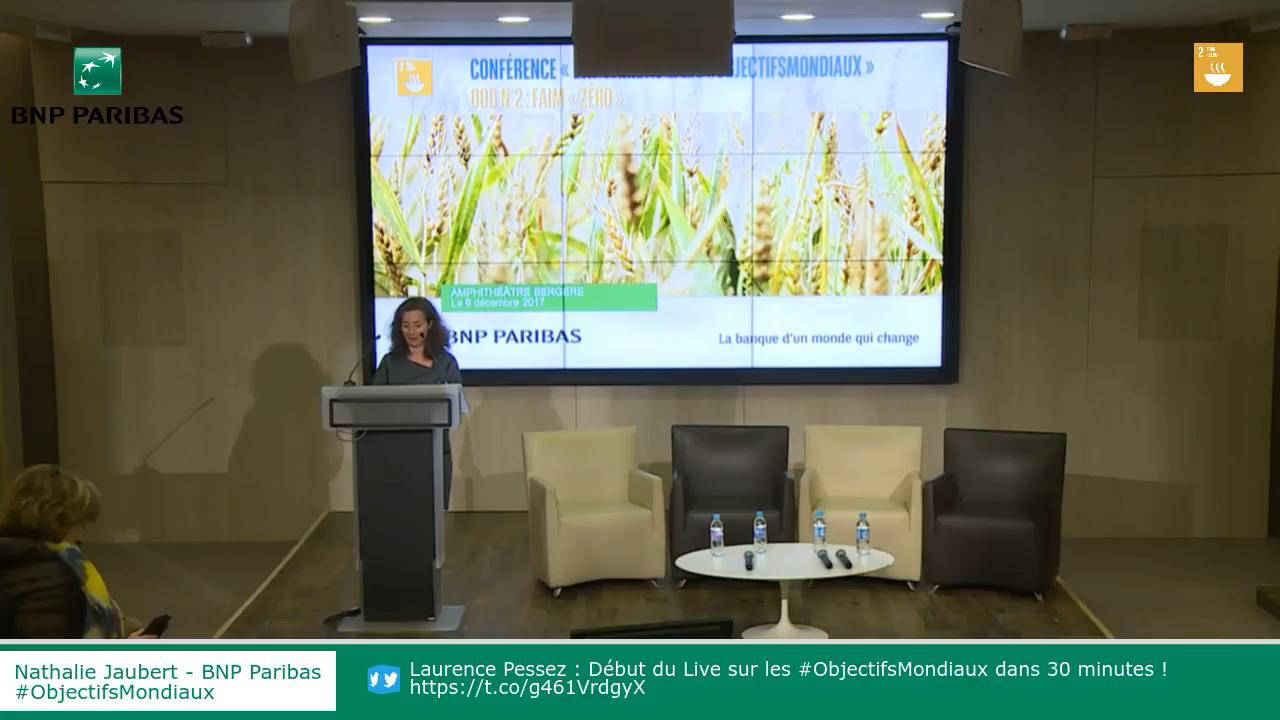 BNP PARIBAS
2 FAIM
CONFÉRENCE « OBJECTIFSMONDIAUX »
ODD N°2 : FAIM « ZÉRO »
AMPHITHÉÂTRE BERGÈRE
Le 6 décembre 2017
BNP PARIBAS
La banque d'un monde qui change
Nathalie Jaubert - BNP Paribas
#ObjectifsMondiaux
Laurence Pessez : Début du Live sur les #ObjectifsMondiaux dans 30 minutes !
https://t.co/g461VrdgyX